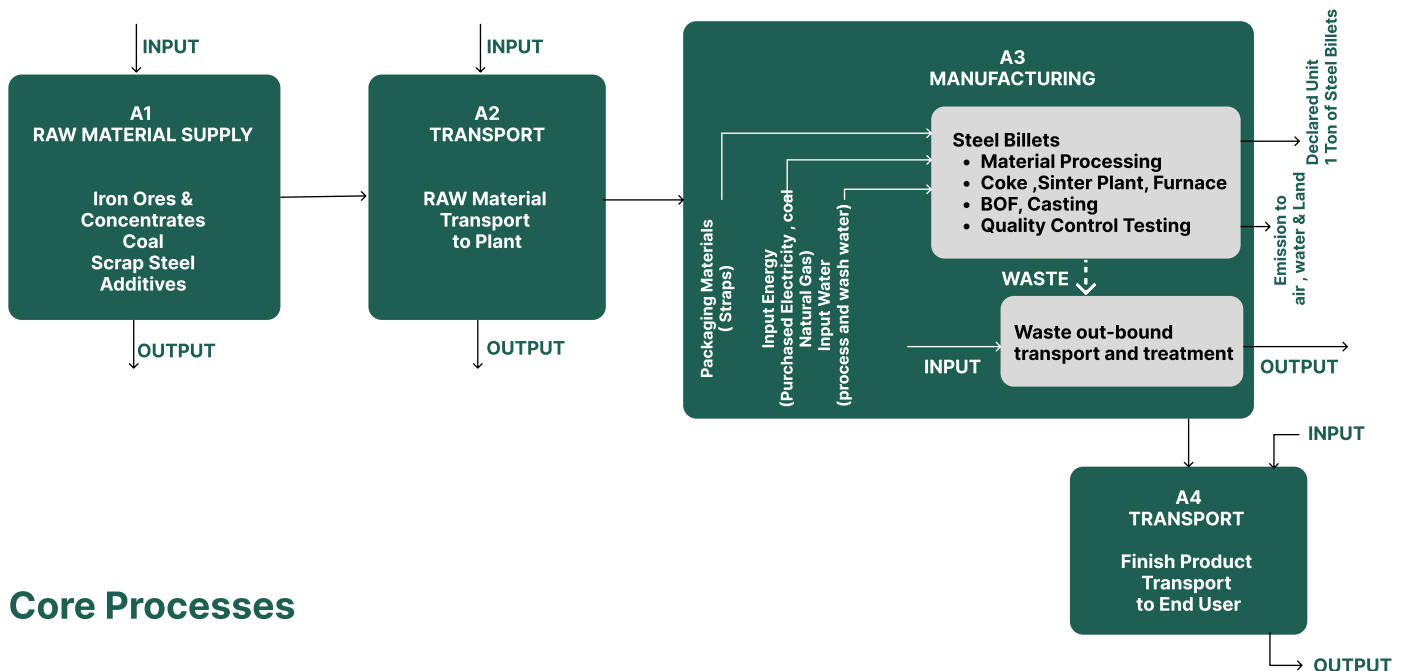 INPUT
A1
RAW MATERIAL SUPPLY
Iron Ores &
Concentrates
Coal
Scrap Steel
Additives
OUTPUT
INPUT
A2
TRANSPORT
RAW Material
Transport
to Plant
OUTPUT
A3
MANUFACTURING
Packaging Materials
( Straps)
Input Energy
(Purchased Electricity , coal
Natural Gas)
Input Water
(process and wash water)
Steel Billets
• Material Processing
• Coke ,Sinter Plant, Furnace
• BOF, Casting
• Quality Control Testing
Declared Unit
1 Ton of Steel Billets
Emission to
air , water & Land
WASTE
INPUT
Waste out-bound
transport and treatment
OUTPUT
INPUT
A4
TRANSPORT
Finish Product
Transport
to End User
OUTPUT
Core Processes